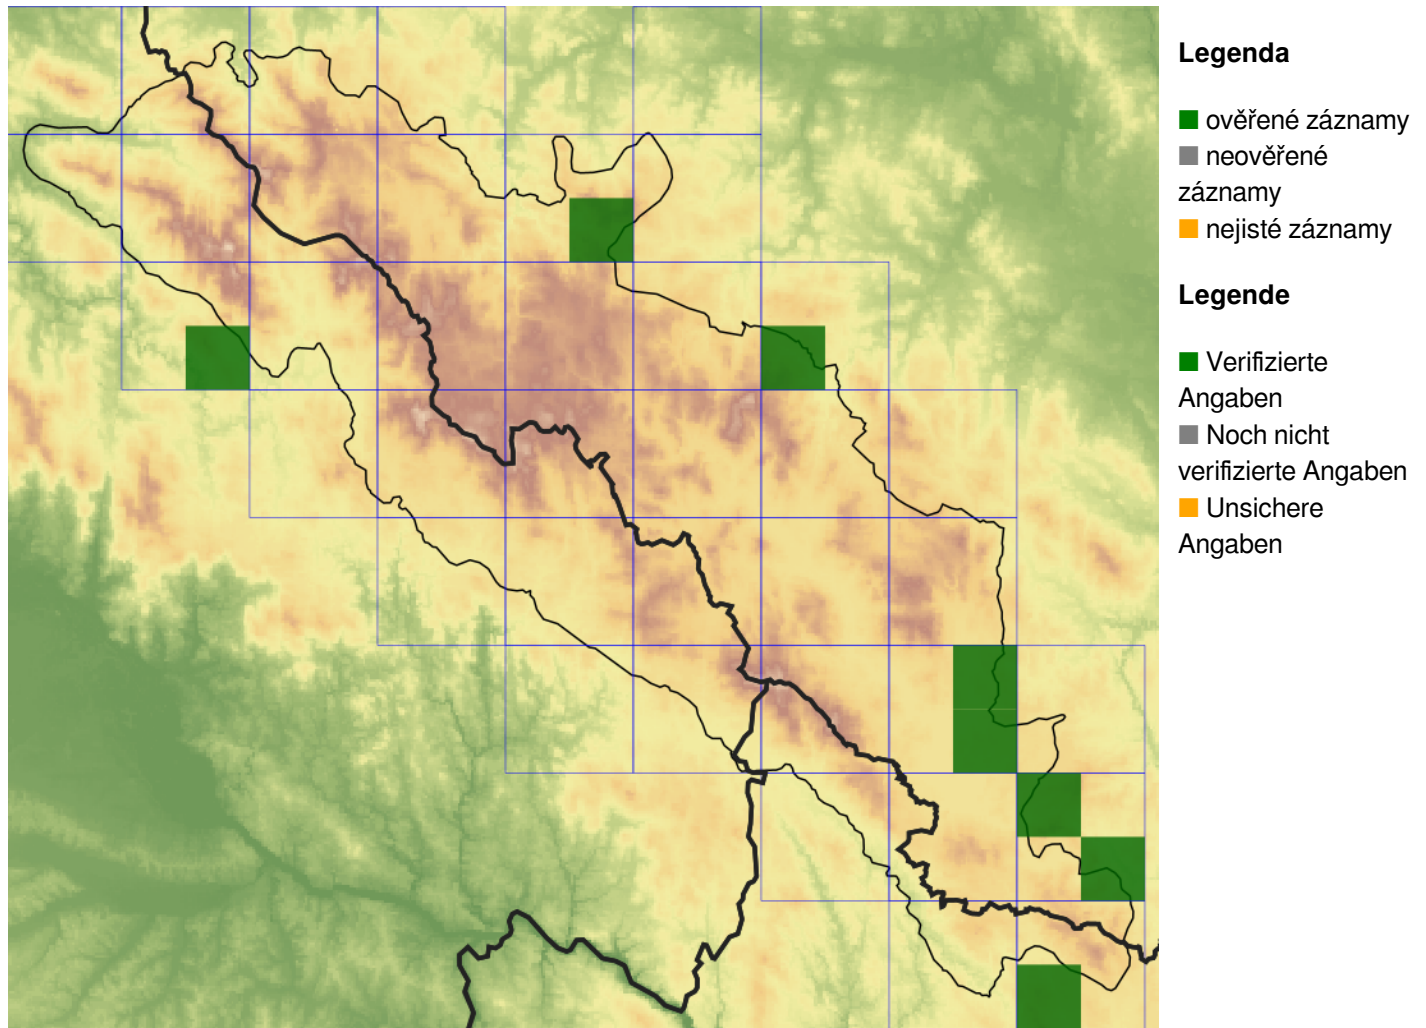 Legenda
ověřené záznamy
neověřené
záznamy
nejisté záznamy
Legende
Verifizierte
Angaben
Noch nicht
verifizierte Angaben
Unsichere
Angaben